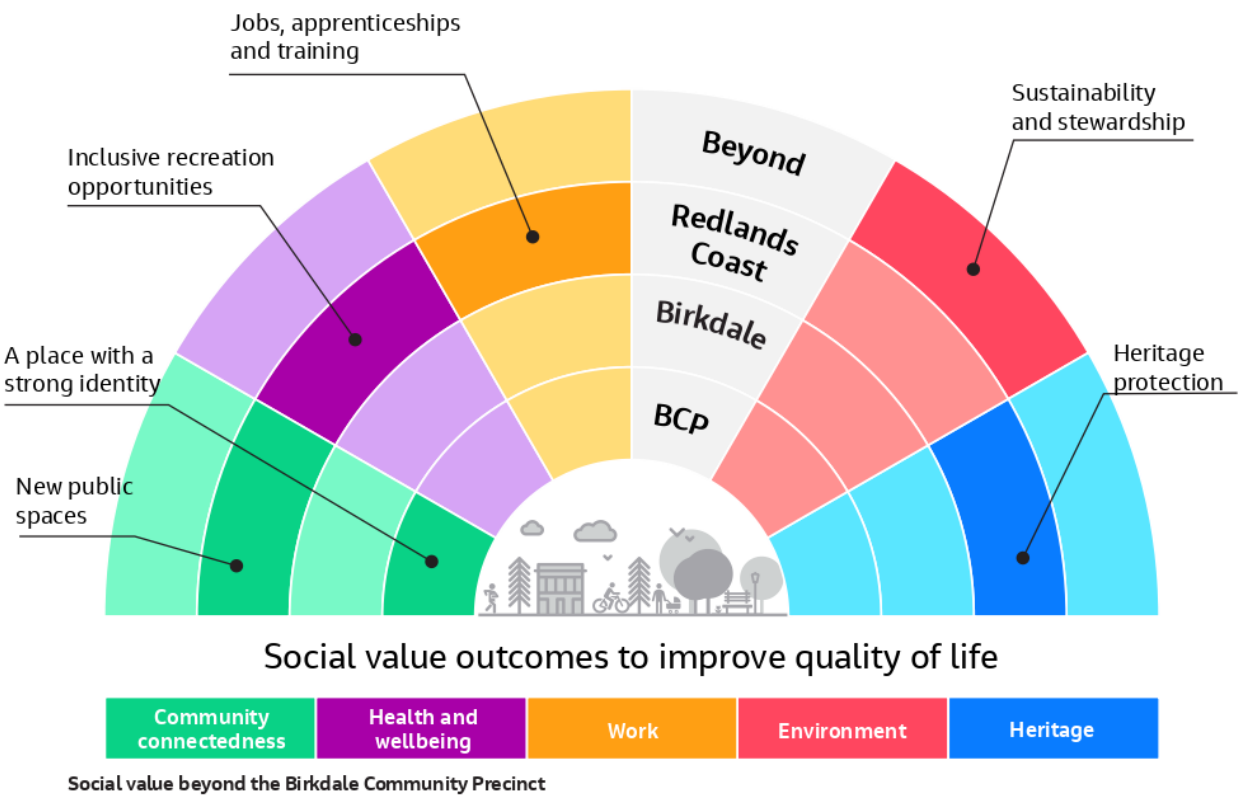 Jobs, apprenticeships
and training
Sustainability
and stewardship
Inclusive recreation
opportunities
A place with a
strong identity
Heritage
protection
New public
spaces
Beyond
Redlands
Coast
Birkdale
BCP
Social value outcomes to improve quality of life
Community
connectedness
Health and
wellbeing
Work
Environment
Heritage
Social value beyond the Birkdale Community Precinct